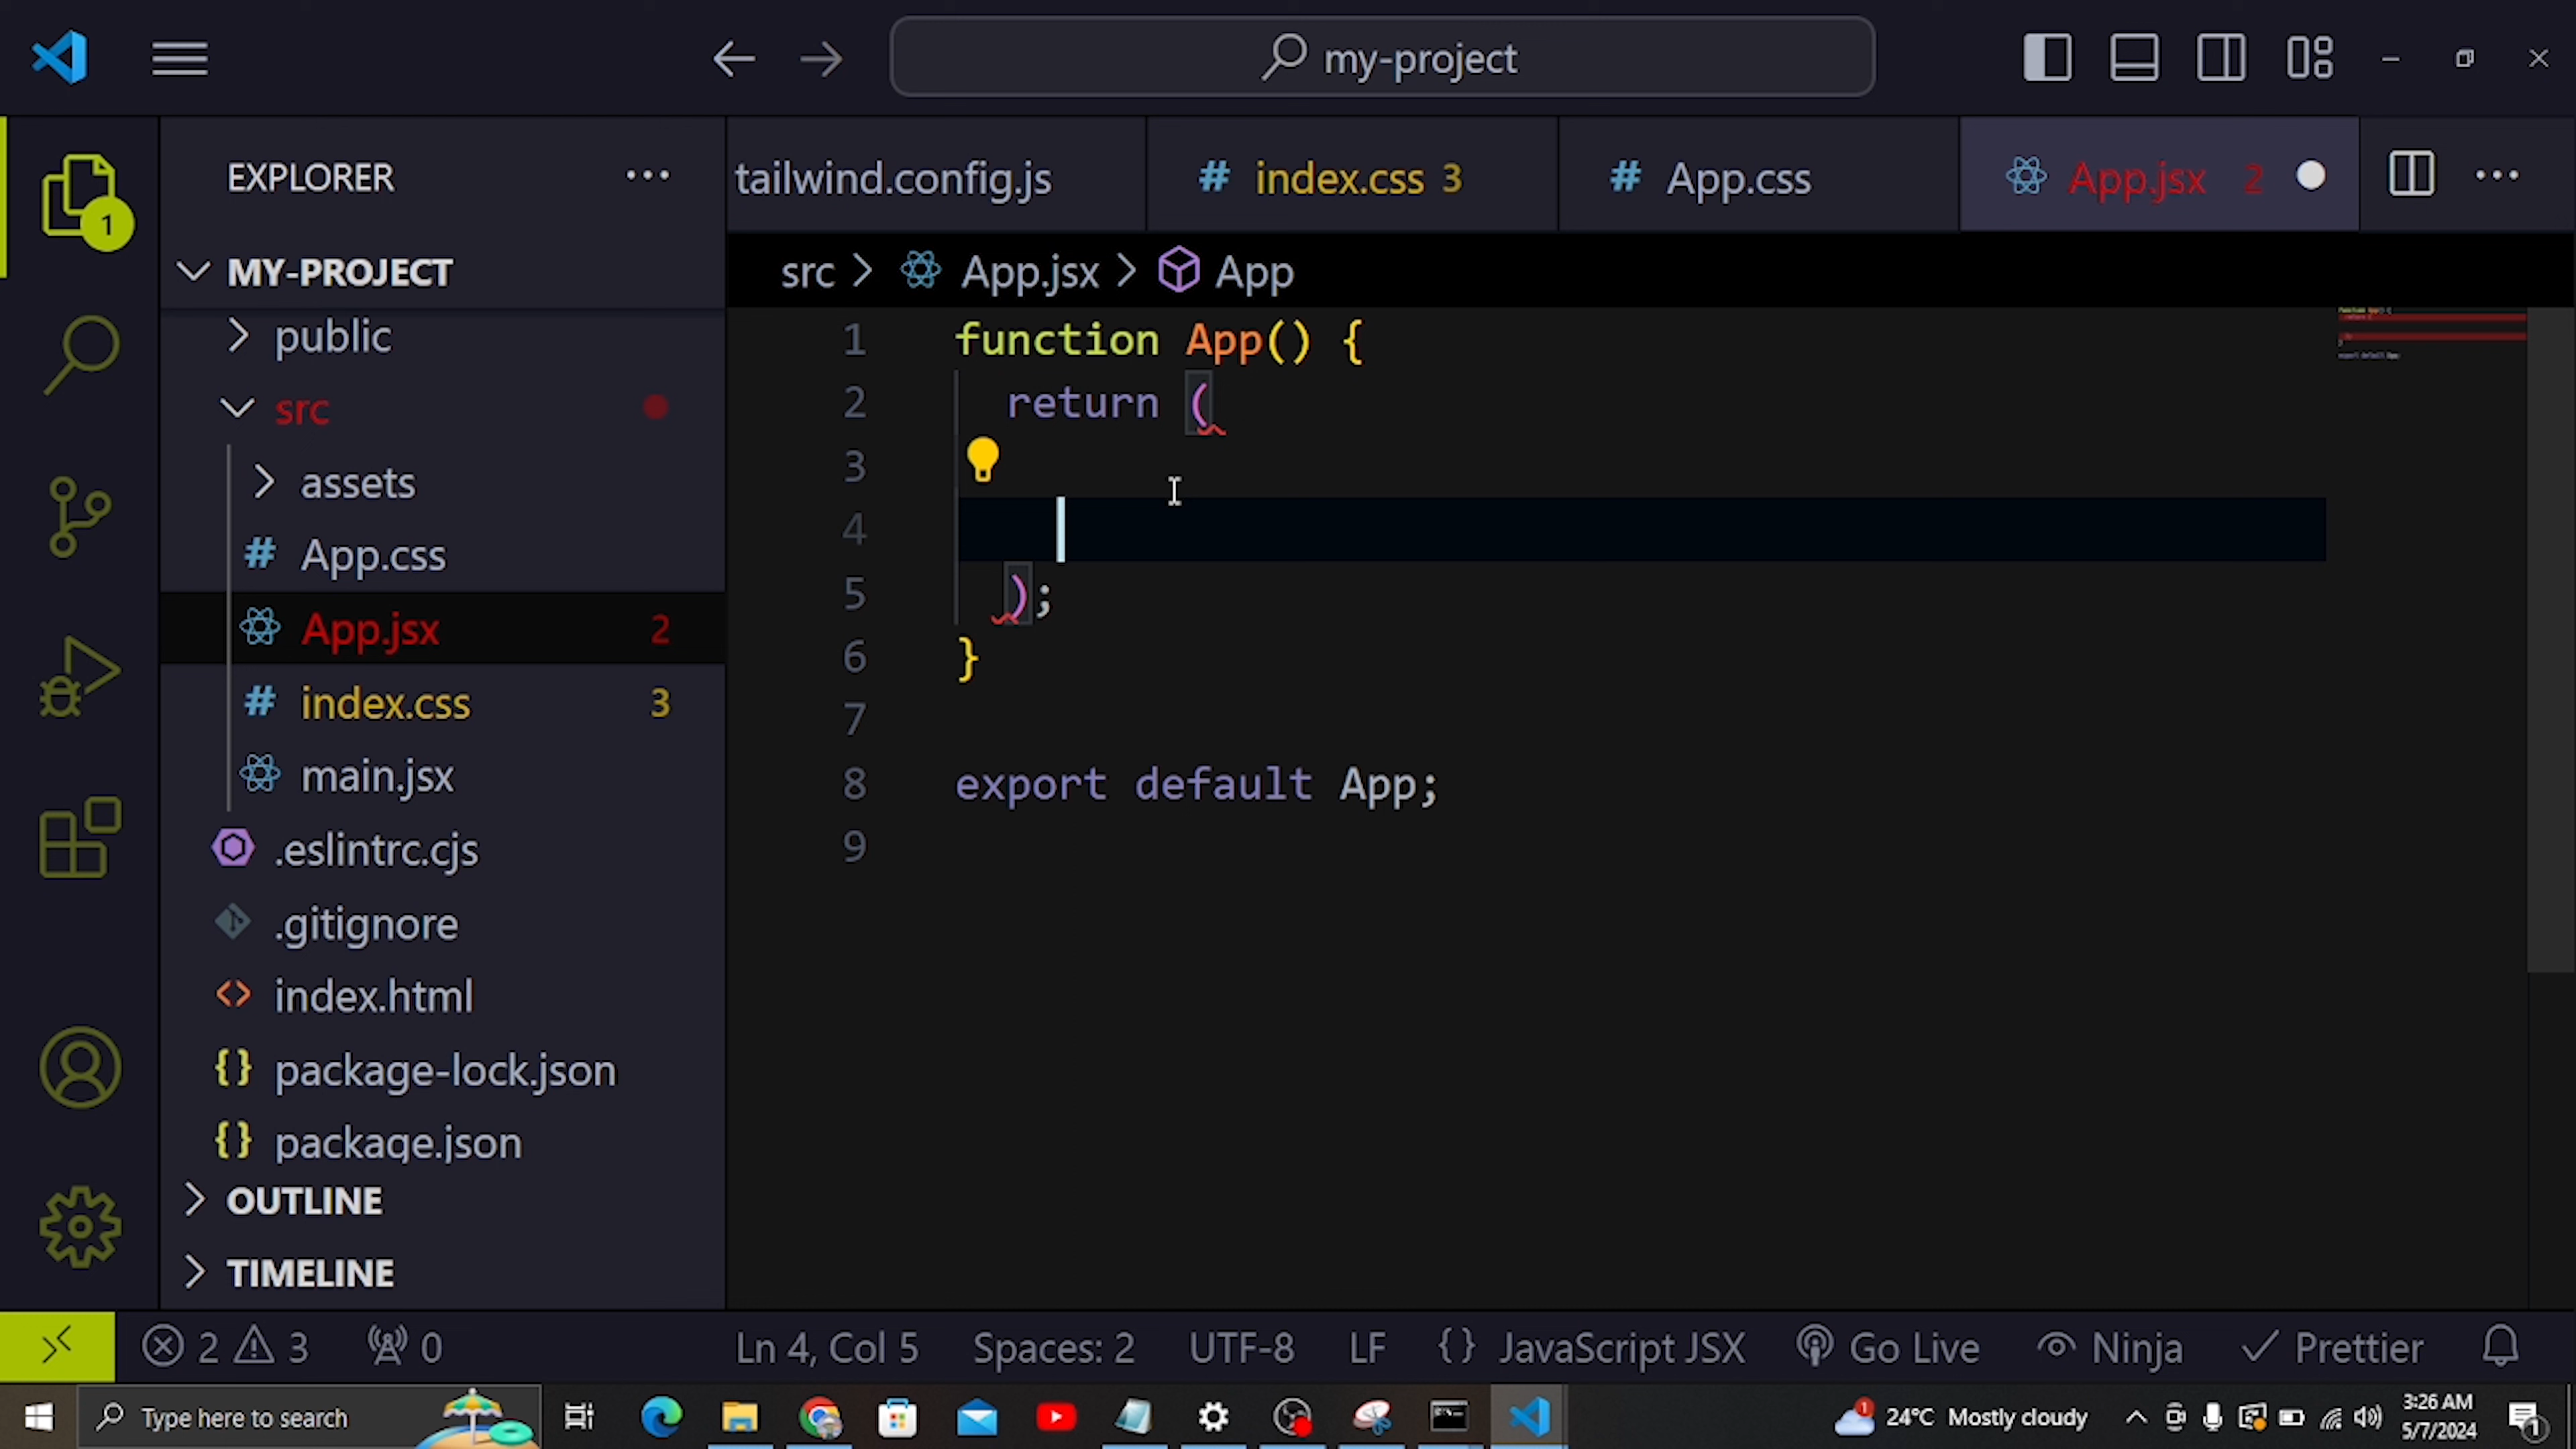 my-project
EXPLORER
tailwind.config.js
# index.css 3
# App.css
App.jsx 2
1
MY-PROJECT
src > App.jsx > App
public
src
assets
# App.css
App.jsx 2
# index.css 3
main.jsx
.eslintrc.cjs
.gitignore
<> index.html
{} package-lock.json
{} package.json
OUTLINE
TIMELINE
1 function App() {
2 return (
3
4
5 );
6 }
7
8 export default App;
9
2 3 0
Ln 4, Col 5 Spaces: 2 UTF-8 LF {} JavaScript JSX Go Live Ninja Prettier
Type here to search
1 24°C Mostly cloudy
3:26 AM
5/7/2024
1